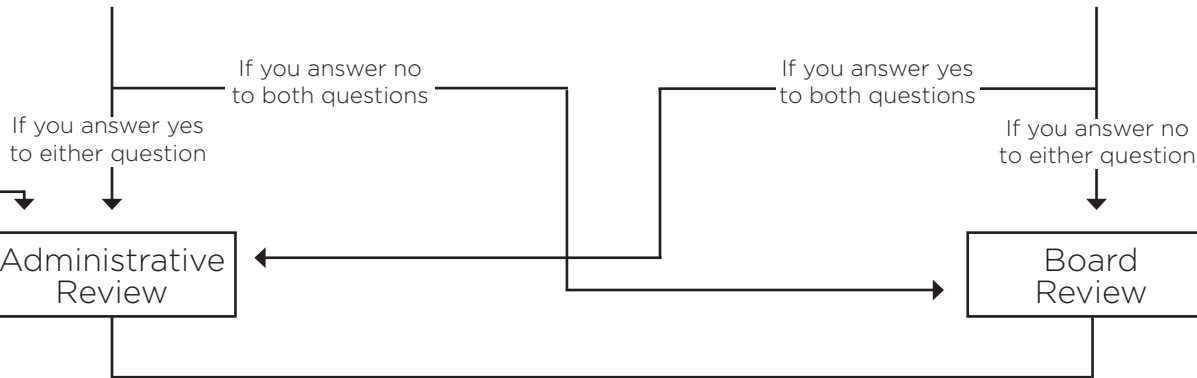 If you answer no
to both questions
If you answer yes
to both questions
If you answer yes
to either question
If you answer no
to either question
Administrative
Review
Board
Review